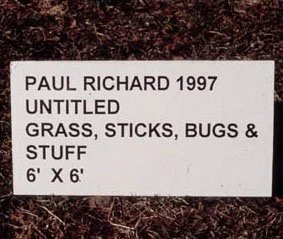 PAUL RICHARD 1997
UNTITLED
GRASS, STICKS, BUGS &
STUFF
6' X 6'